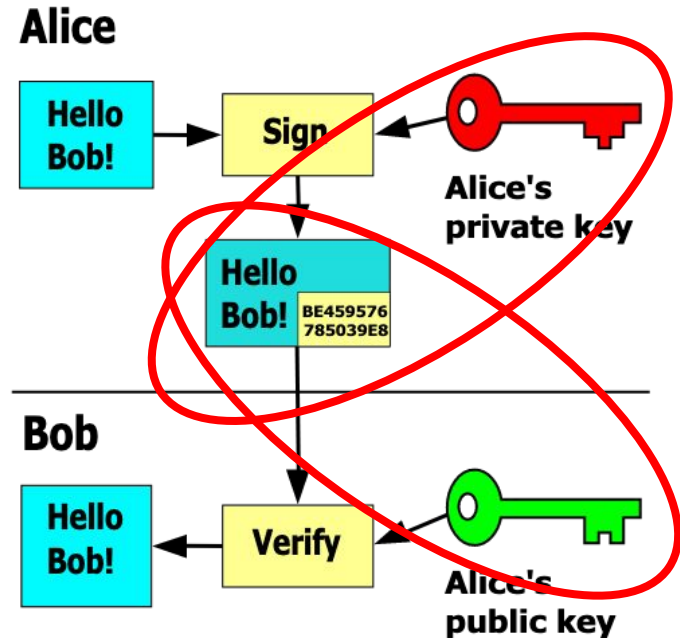 Alice
Hello
Bob!
Sign
Alice's
private key
Hello
Bob!
BE459576
785039E8
Bob
Hello
Bob!
Verify
Alice's
public key